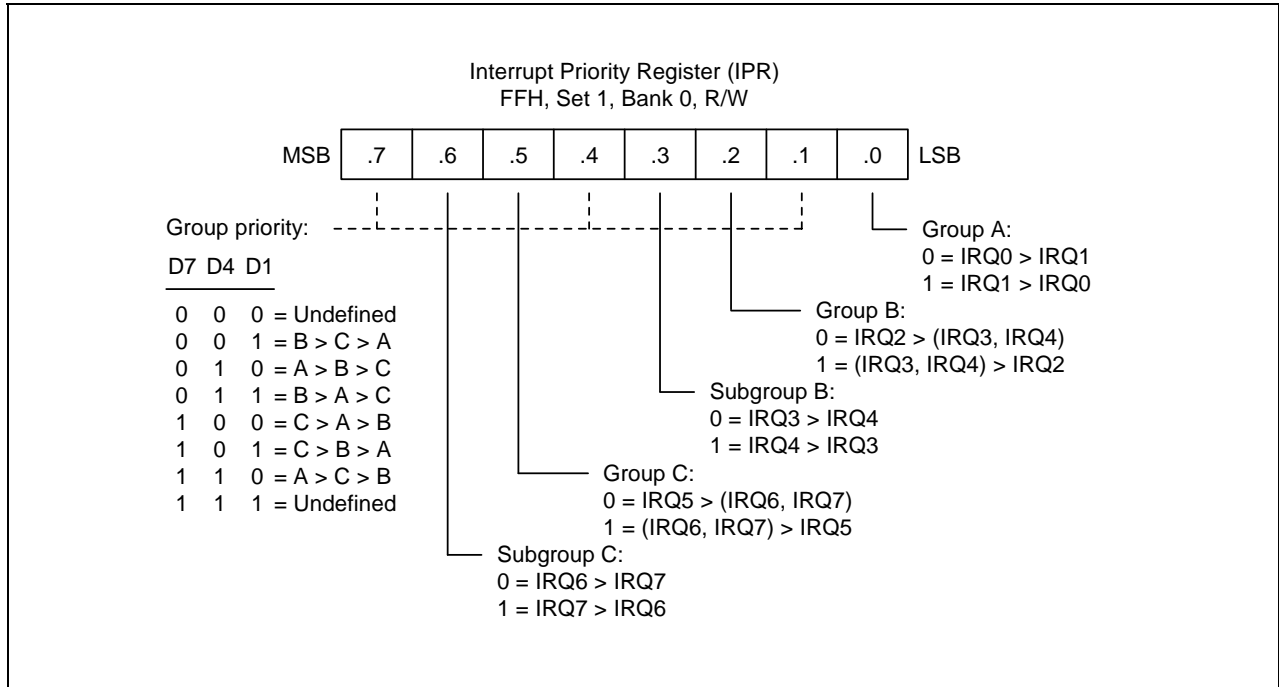 Interrupt Priority Register (IPR)
FFH, Set 1, Bank 0, R/W
MSB .7 .6 .5 .4 .3 .2 .1 .0 LSB
Group priority:
D7 D4 D1
0 0 0 = Undefined
0 0 1 = B > C > A
0 1 0 = A > B > C
0 1 1 = B > A > C
1 0 0 = C > A > B
1 0 1 = C > B > A
1 1 0 = A > C > B
1 1 1 = Undefined
Group A:
0 = IRQ0 > IRQ1
1 = IRQ1 > IRQ0
Group B:
0 = IRQ2 > (IRQ3, IRQ4)
1 = (IRQ3, IRQ4) > IRQ2
Subgroup B:
0 = IRQ3 > IRQ4
1 = IRQ4 > IRQ3
Group C:
0 = IRQ5 > (IRQ6, IRQ7)
1 = (IRQ6, IRQ7) > IRQ5
Subgroup C:
0 = IRQ6 > IRQ7
1 = IRQ7 > IRQ6